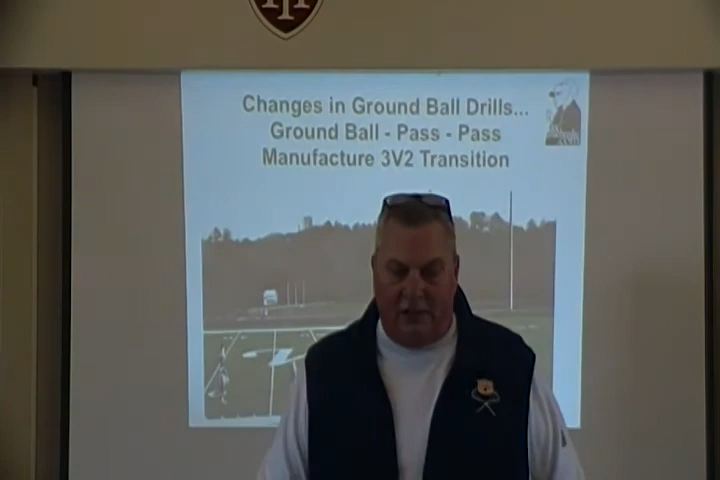 Changes in Ground Ball Drills...
Ground Ball - Pass - Pass
Manufacture 3V2 Transition